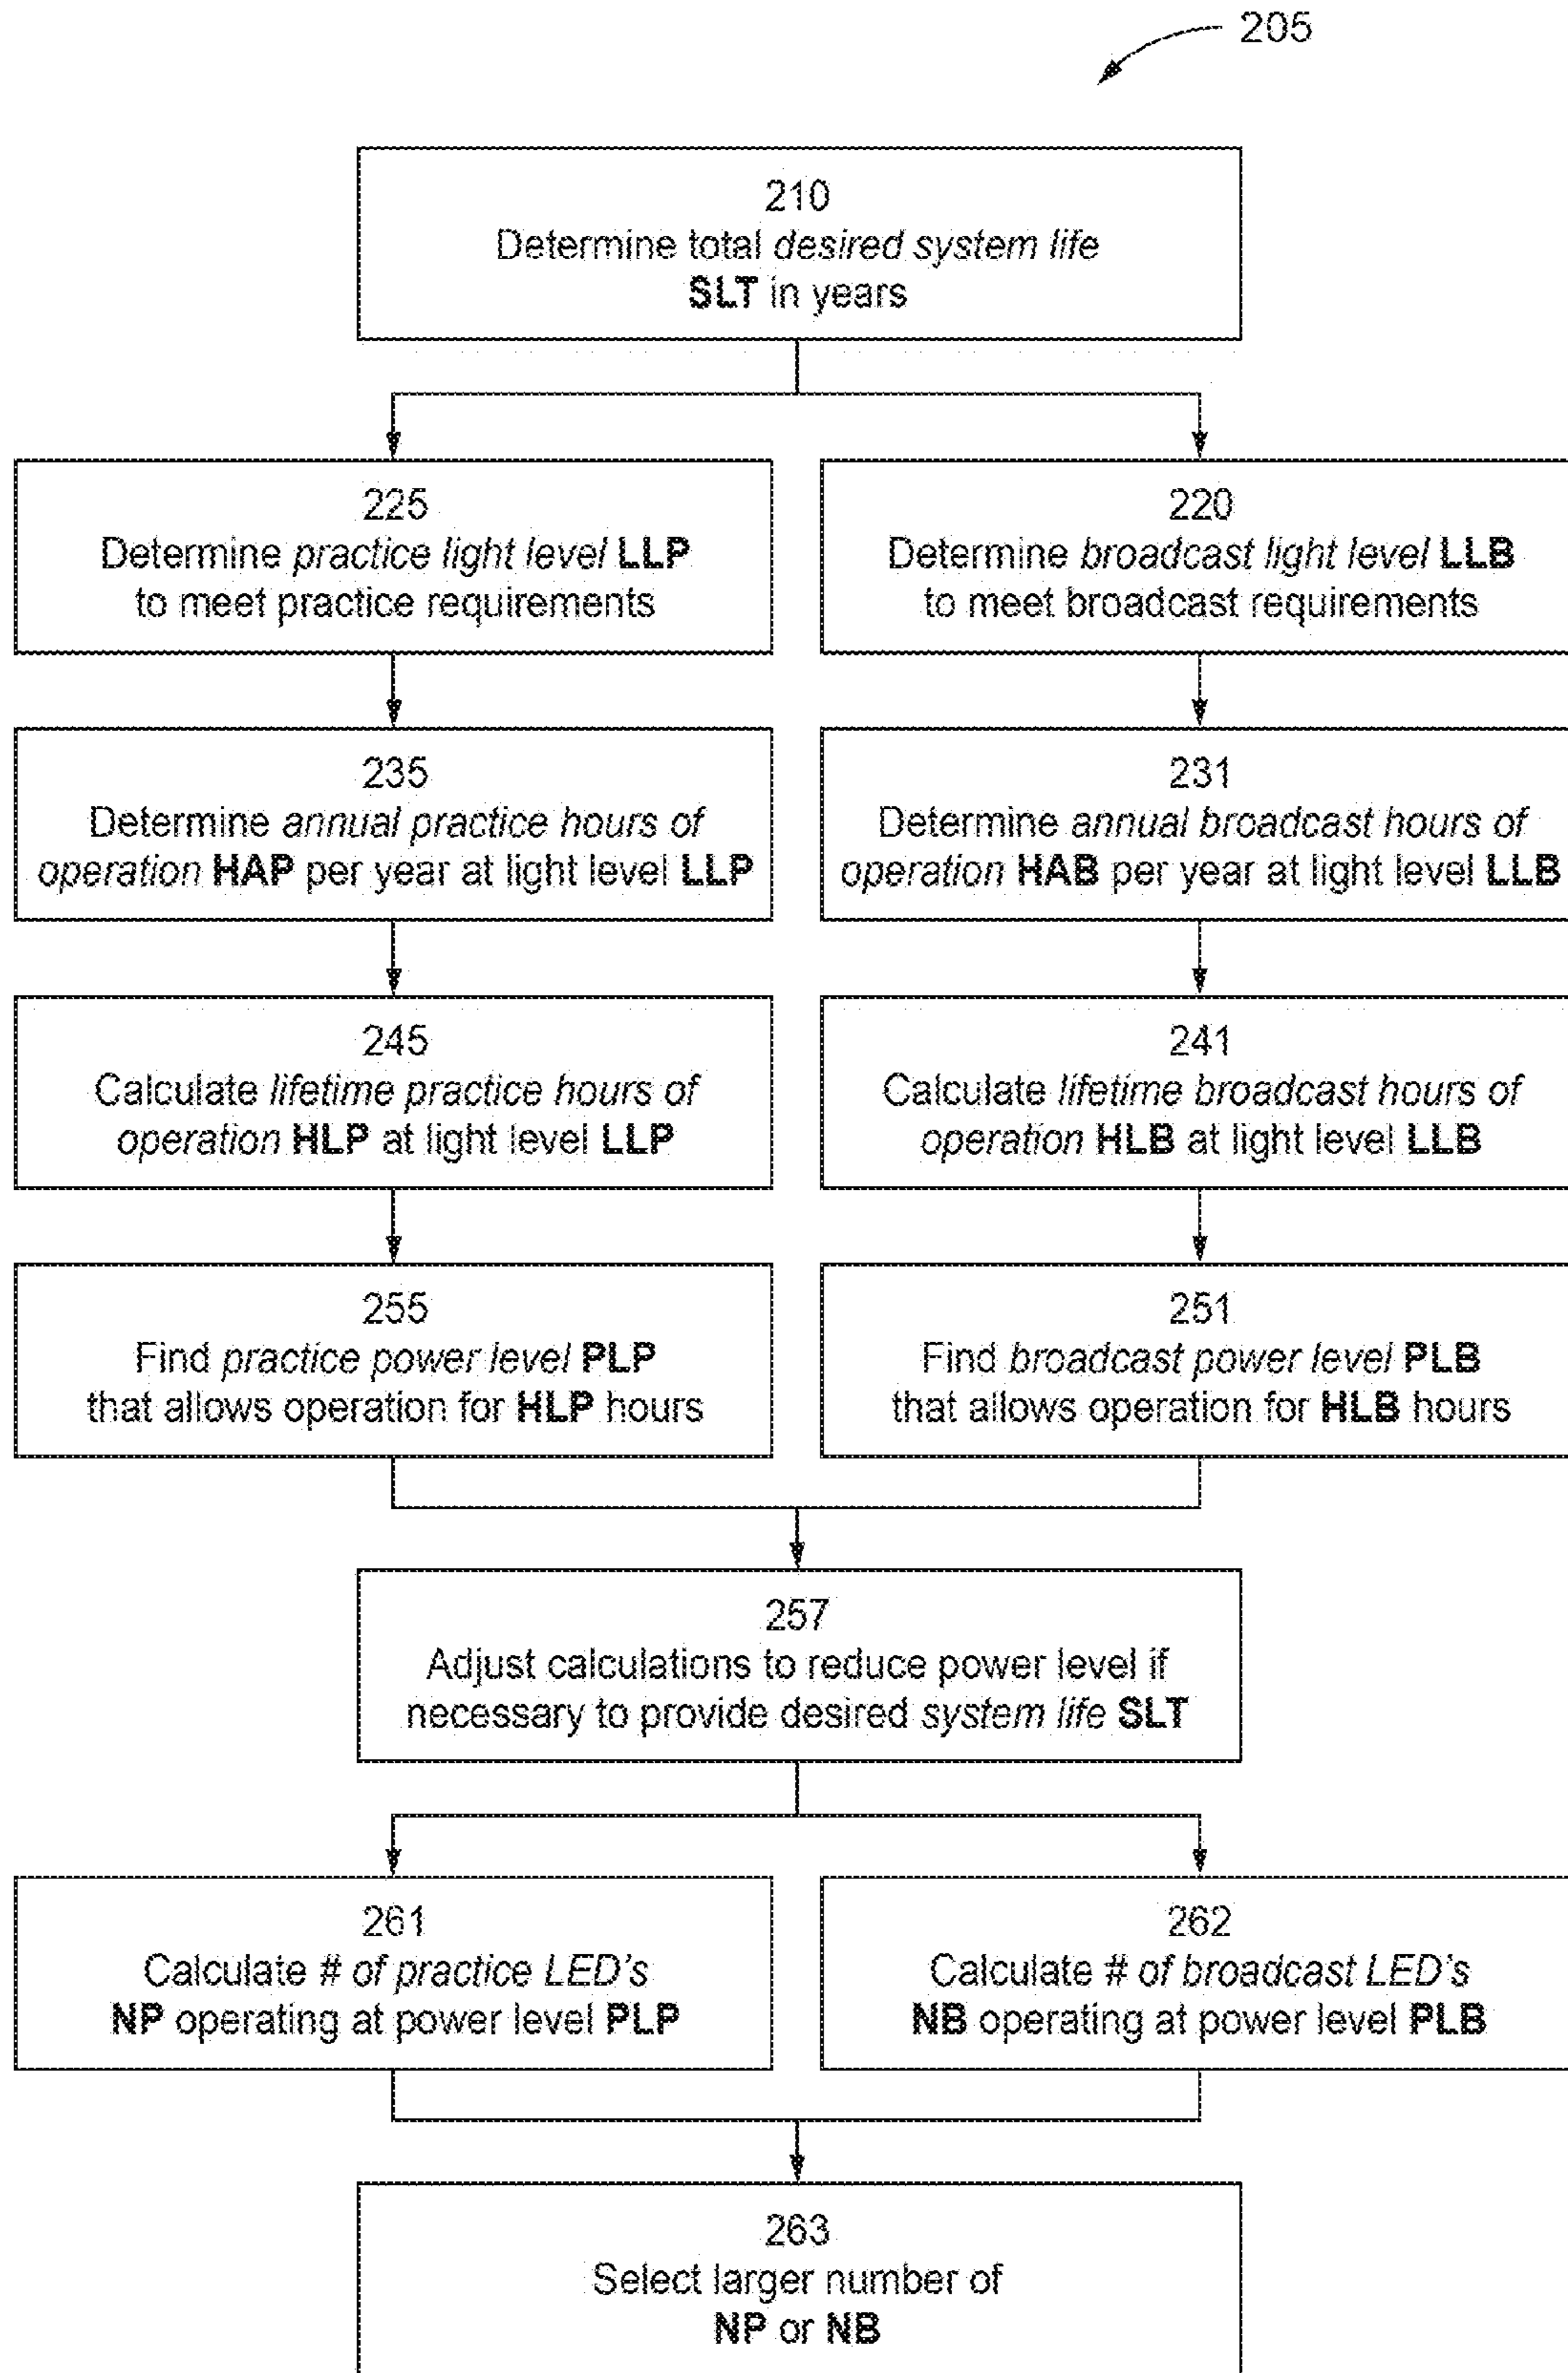 205
210
Determine total desired system life
SLT in years
225
Determine practice light level LLP
to meet practice requirements
220
Determine broadcast light level LLB
to meet broadcast requirements
235
Determine annual practice hours of
operation HAP per year at light level LLP
231
Determine annual broadcast hours of
operation HAB per year at light level LLB
245
Calculate lifetime practice hours of
operation HLP at light level LLP
241
Calculate lifetime broadcast hours of
operation HLB at light level LLB
255
Find practice power level PLP
that allows operation for HLP hours
251
Find broadcast power level PLB
that allows operation for HLB hours
257
Adjust calculations to reduce power level if
necessary to provide desired system life SLT
261
Calculate # of practice LED's
NP operating at power level PLP
262
Calculate # of broadcast LED's
NB operating at power level PLB
263
Select larger number of
NP or NB